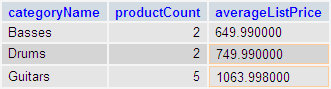 categoryName productCount averageListPrice
Basses 2 649.990000
Drums 2 749.990000
Guitars 5 1063.998000